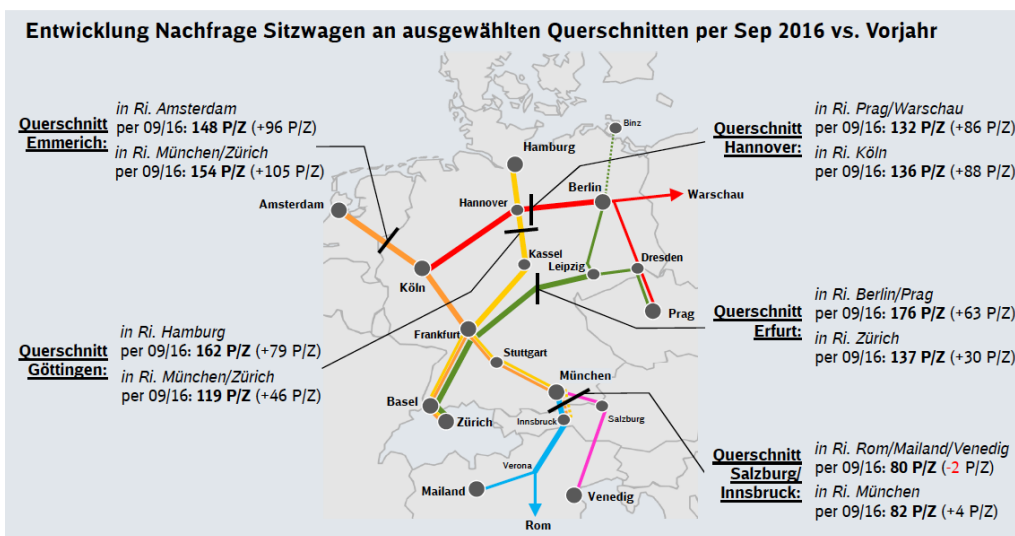 Entwicklung Nachfrage Sitzwagen an ausgewählten Querschnitten per Sep 2016 vs. Vorjahr
Querschnitt
Emmerich:
in Ri. Amsterdam
per 09/16: 148 P/Z (+96 P/Z)
in Ri. München/Zürich
per 09/16: 154 P/Z (+105 P/Z)
Querschnitt
Hannover:
in Ri. Prag/Warschau
per 09/16: 132 P/Z (+86 P/Z)
in Ri. Köln
per 09/16: 136 P/Z (+88 P/Z)
Binz
Hamburg
Berlin
Warschau
Hannover
Amsterdam
Kassel
Leipzig
Dresden
Köln
Prag
Frankfurt
Stuttgart
München
Basel
Zürich
Innsbruck
Salzburg
Verona
Mailand
Venedig
Rom
Querschnitt
Göttingen:
in Ri. Hamburg
per 09/16: 162 P/Z (+79 P/Z)
in Ri. München/Zürich
per 09/16: 119 P/Z (+46 P/Z)
Querschnitt
Erfurt:
in Ri. Berlin/Prag
per 09/16: 176 P/Z (+63 P/Z)
in Ri. Zürich
per 09/16: 137 P/Z (+30 P/Z)
Querschnitt
Salzburg/
Innsbruck:
in Ri. Rom/Mailand/Venedig
per 09/16: 80 P/Z (-2 P/Z)
in Ri. München
per 09/16: 82 P/Z (+4 P/Z)